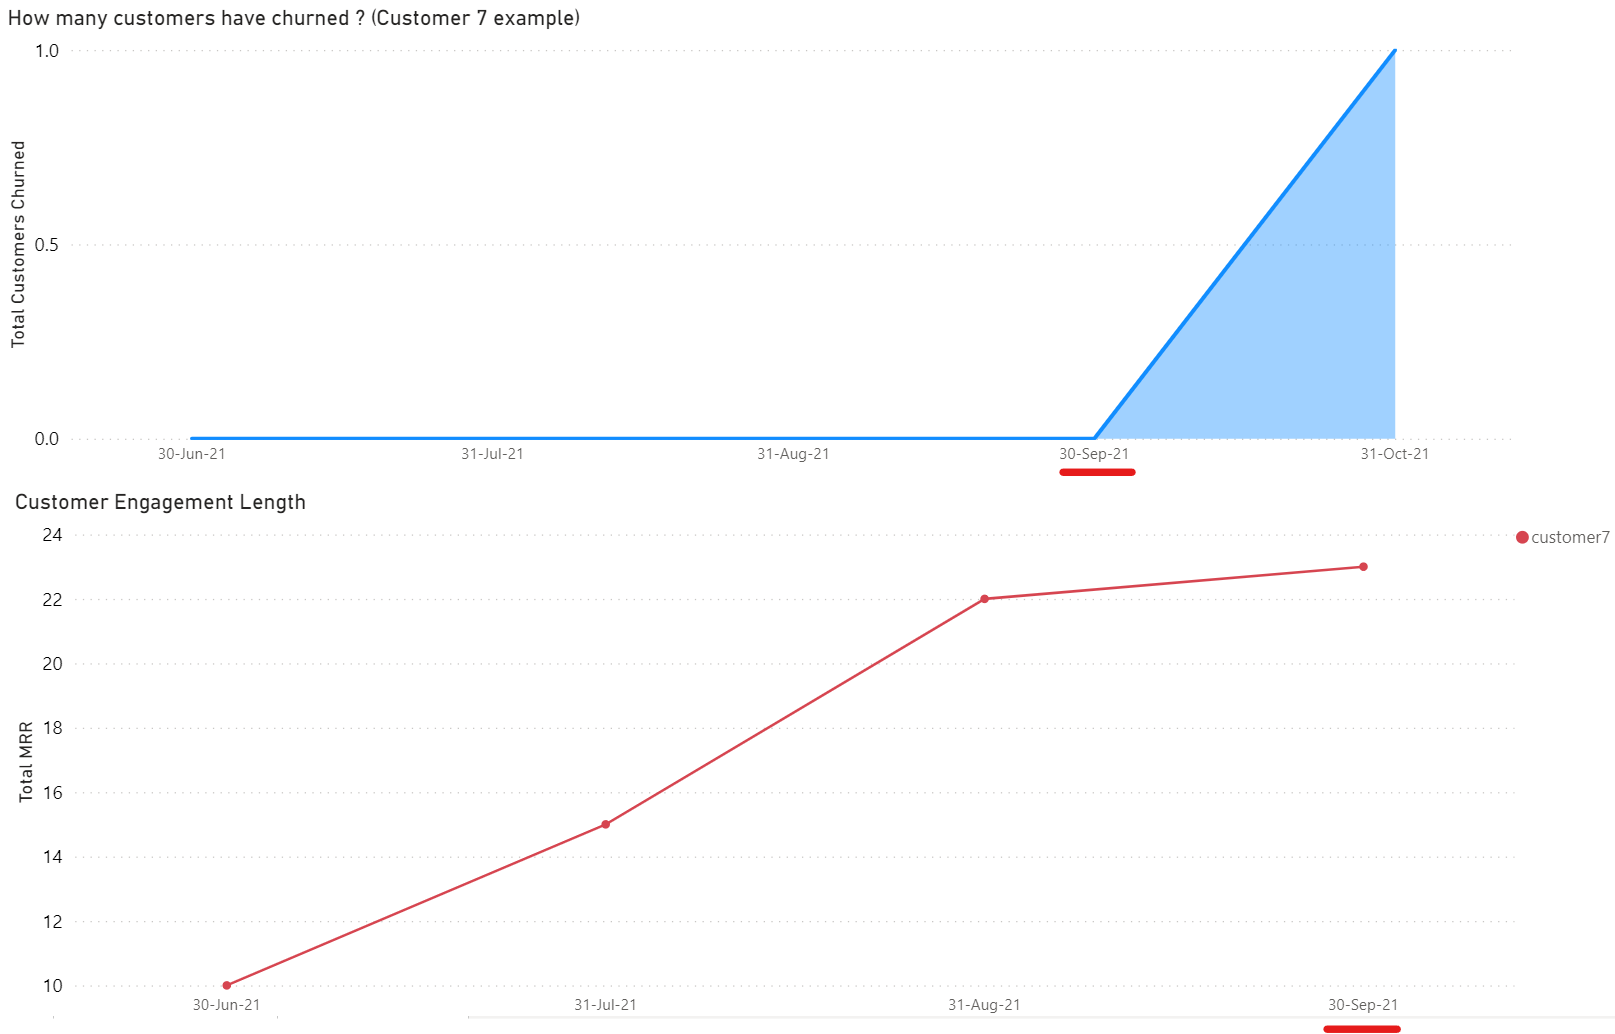 How many customers have churned ? (Customer 7 example)
Total Customers Churned
1.0
0.5
0.0
30-Jun-21 31-Jul-21 31-Aug-21 30-Sep-21 31-Oct-21
Customer Engagement Length
customer7
Total MRR
24
22
20
18
16
14
12
10
30-Jun-21 31-Jul-21 31-Aug-21 30-Sep-21